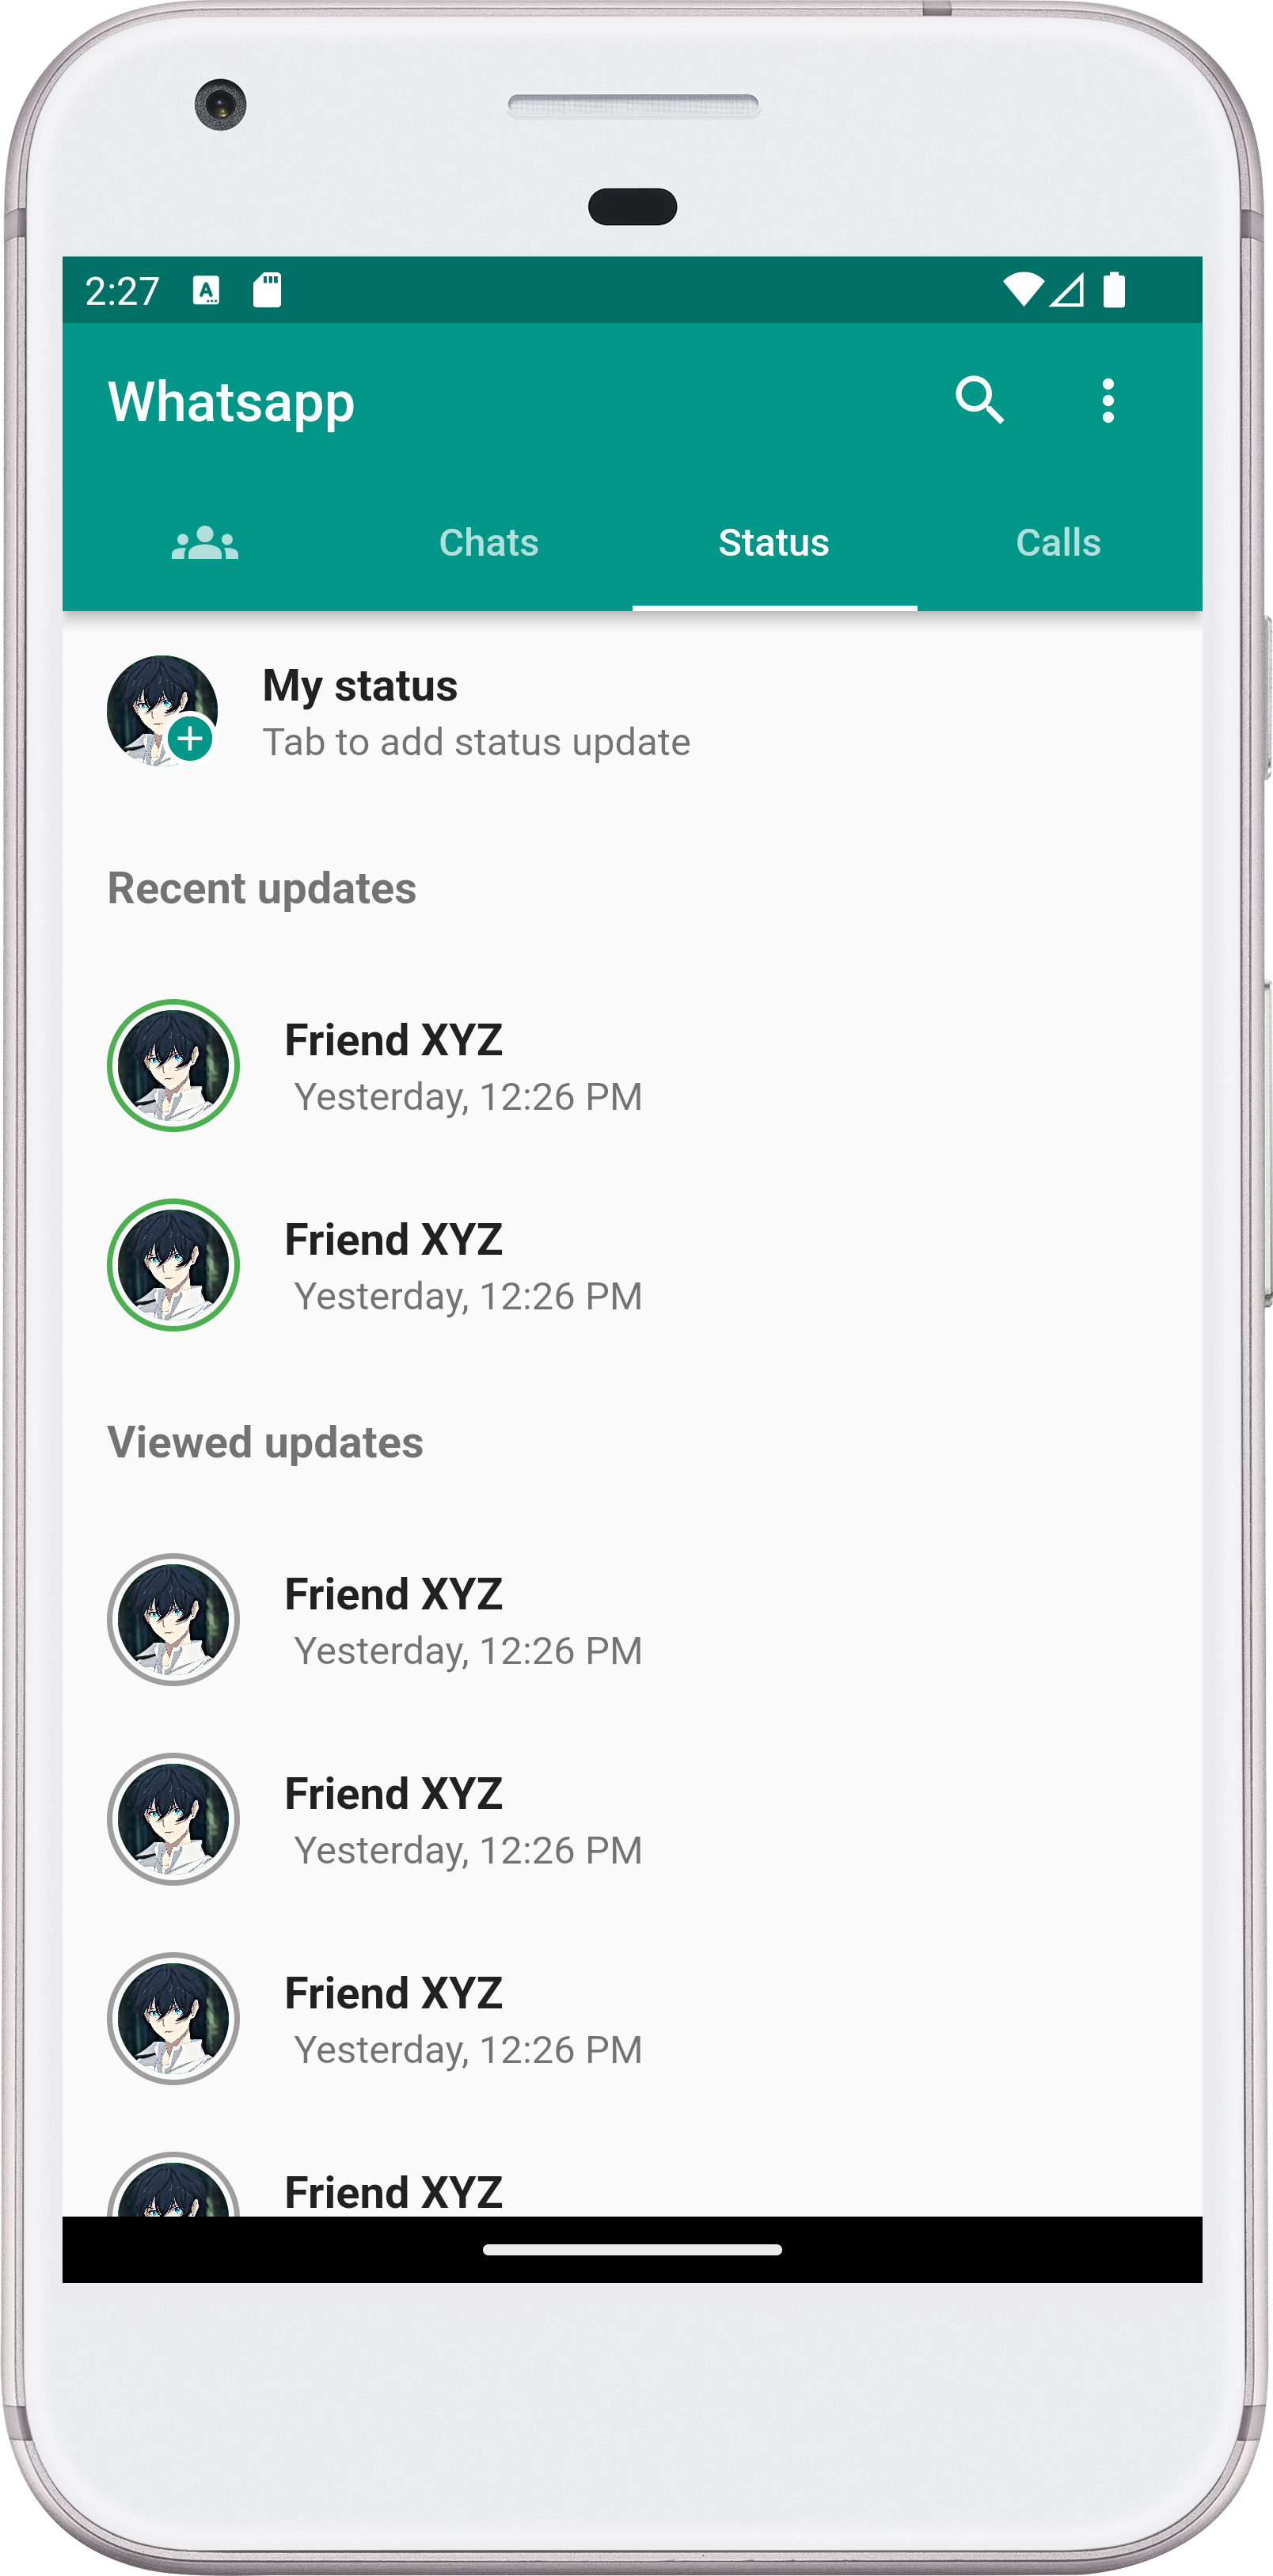 2:27
Whatsapp
Chats Status Calls
My status
Tab to add status update
Recent updates
Friend XYZ
Yesterday, 12:26 PM
Friend XYZ
Yesterday, 12:26 PM
Viewed updates
Friend XYZ
Yesterday, 12:26 PM
Friend XYZ
Yesterday, 12:26 PM
Friend XYZ
Yesterday, 12:26 PM
Friend XYZ